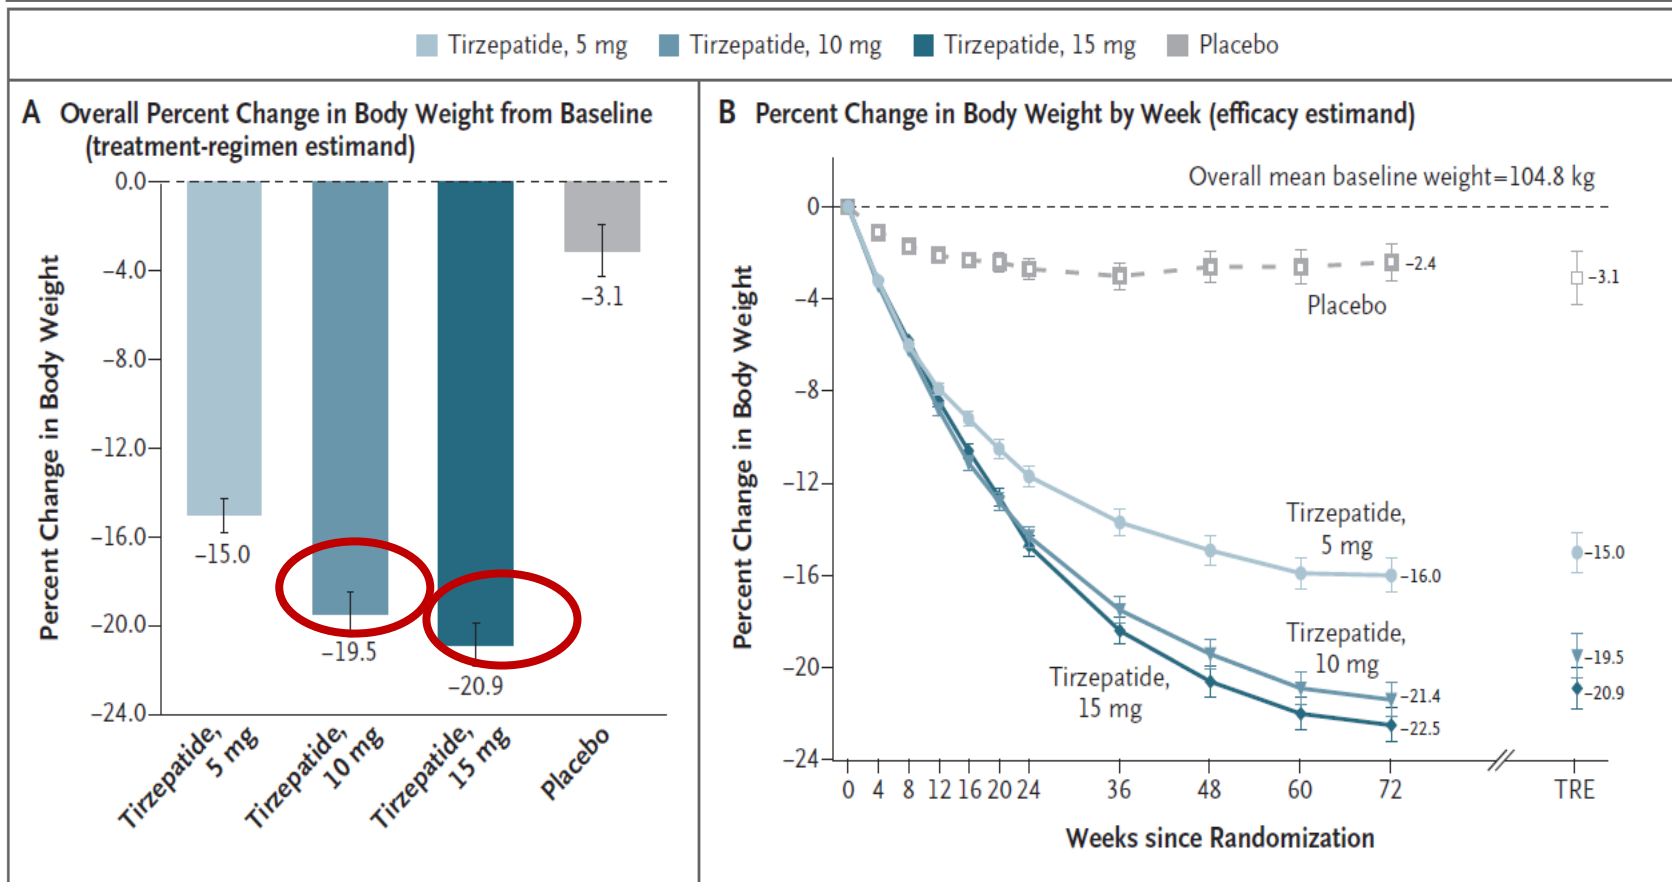 Tirzepatide, 5 mg Tirzepatide, 10 mg Tirzepatide, 15 mg Placebo
A Overall Percent Change in Body Weight from Baseline
(treatment-regimen estimand)
Percent Change in Body Weight
0.0
−4.0
−8.0
−12.0
−16.0
−20.0
−24.0
−15.0
−19.5
−20.9
−3.1
Tirzepatide,
5 mg
Tirzepatide,
10 mg
Tirzepatide,
15 mg
Placebo
B Percent Change in Body Weight by Week (efficacy estimand)
Overall mean baseline weight=104.8 kg
Percent Change in Body Weight
0
−4
−8
−12
−16
−20
−24
−2.4
−3.1
Placebo
Tirzepatide,
5 mg
−15.0
−16.0
Tirzepatide,
10 mg
−19.5
Tirzepatide,
15 mg
−21.4
−20.9
−22.5
0 4 8 12 16 20 24 36 48 60 72 TRE
Weeks since Randomization